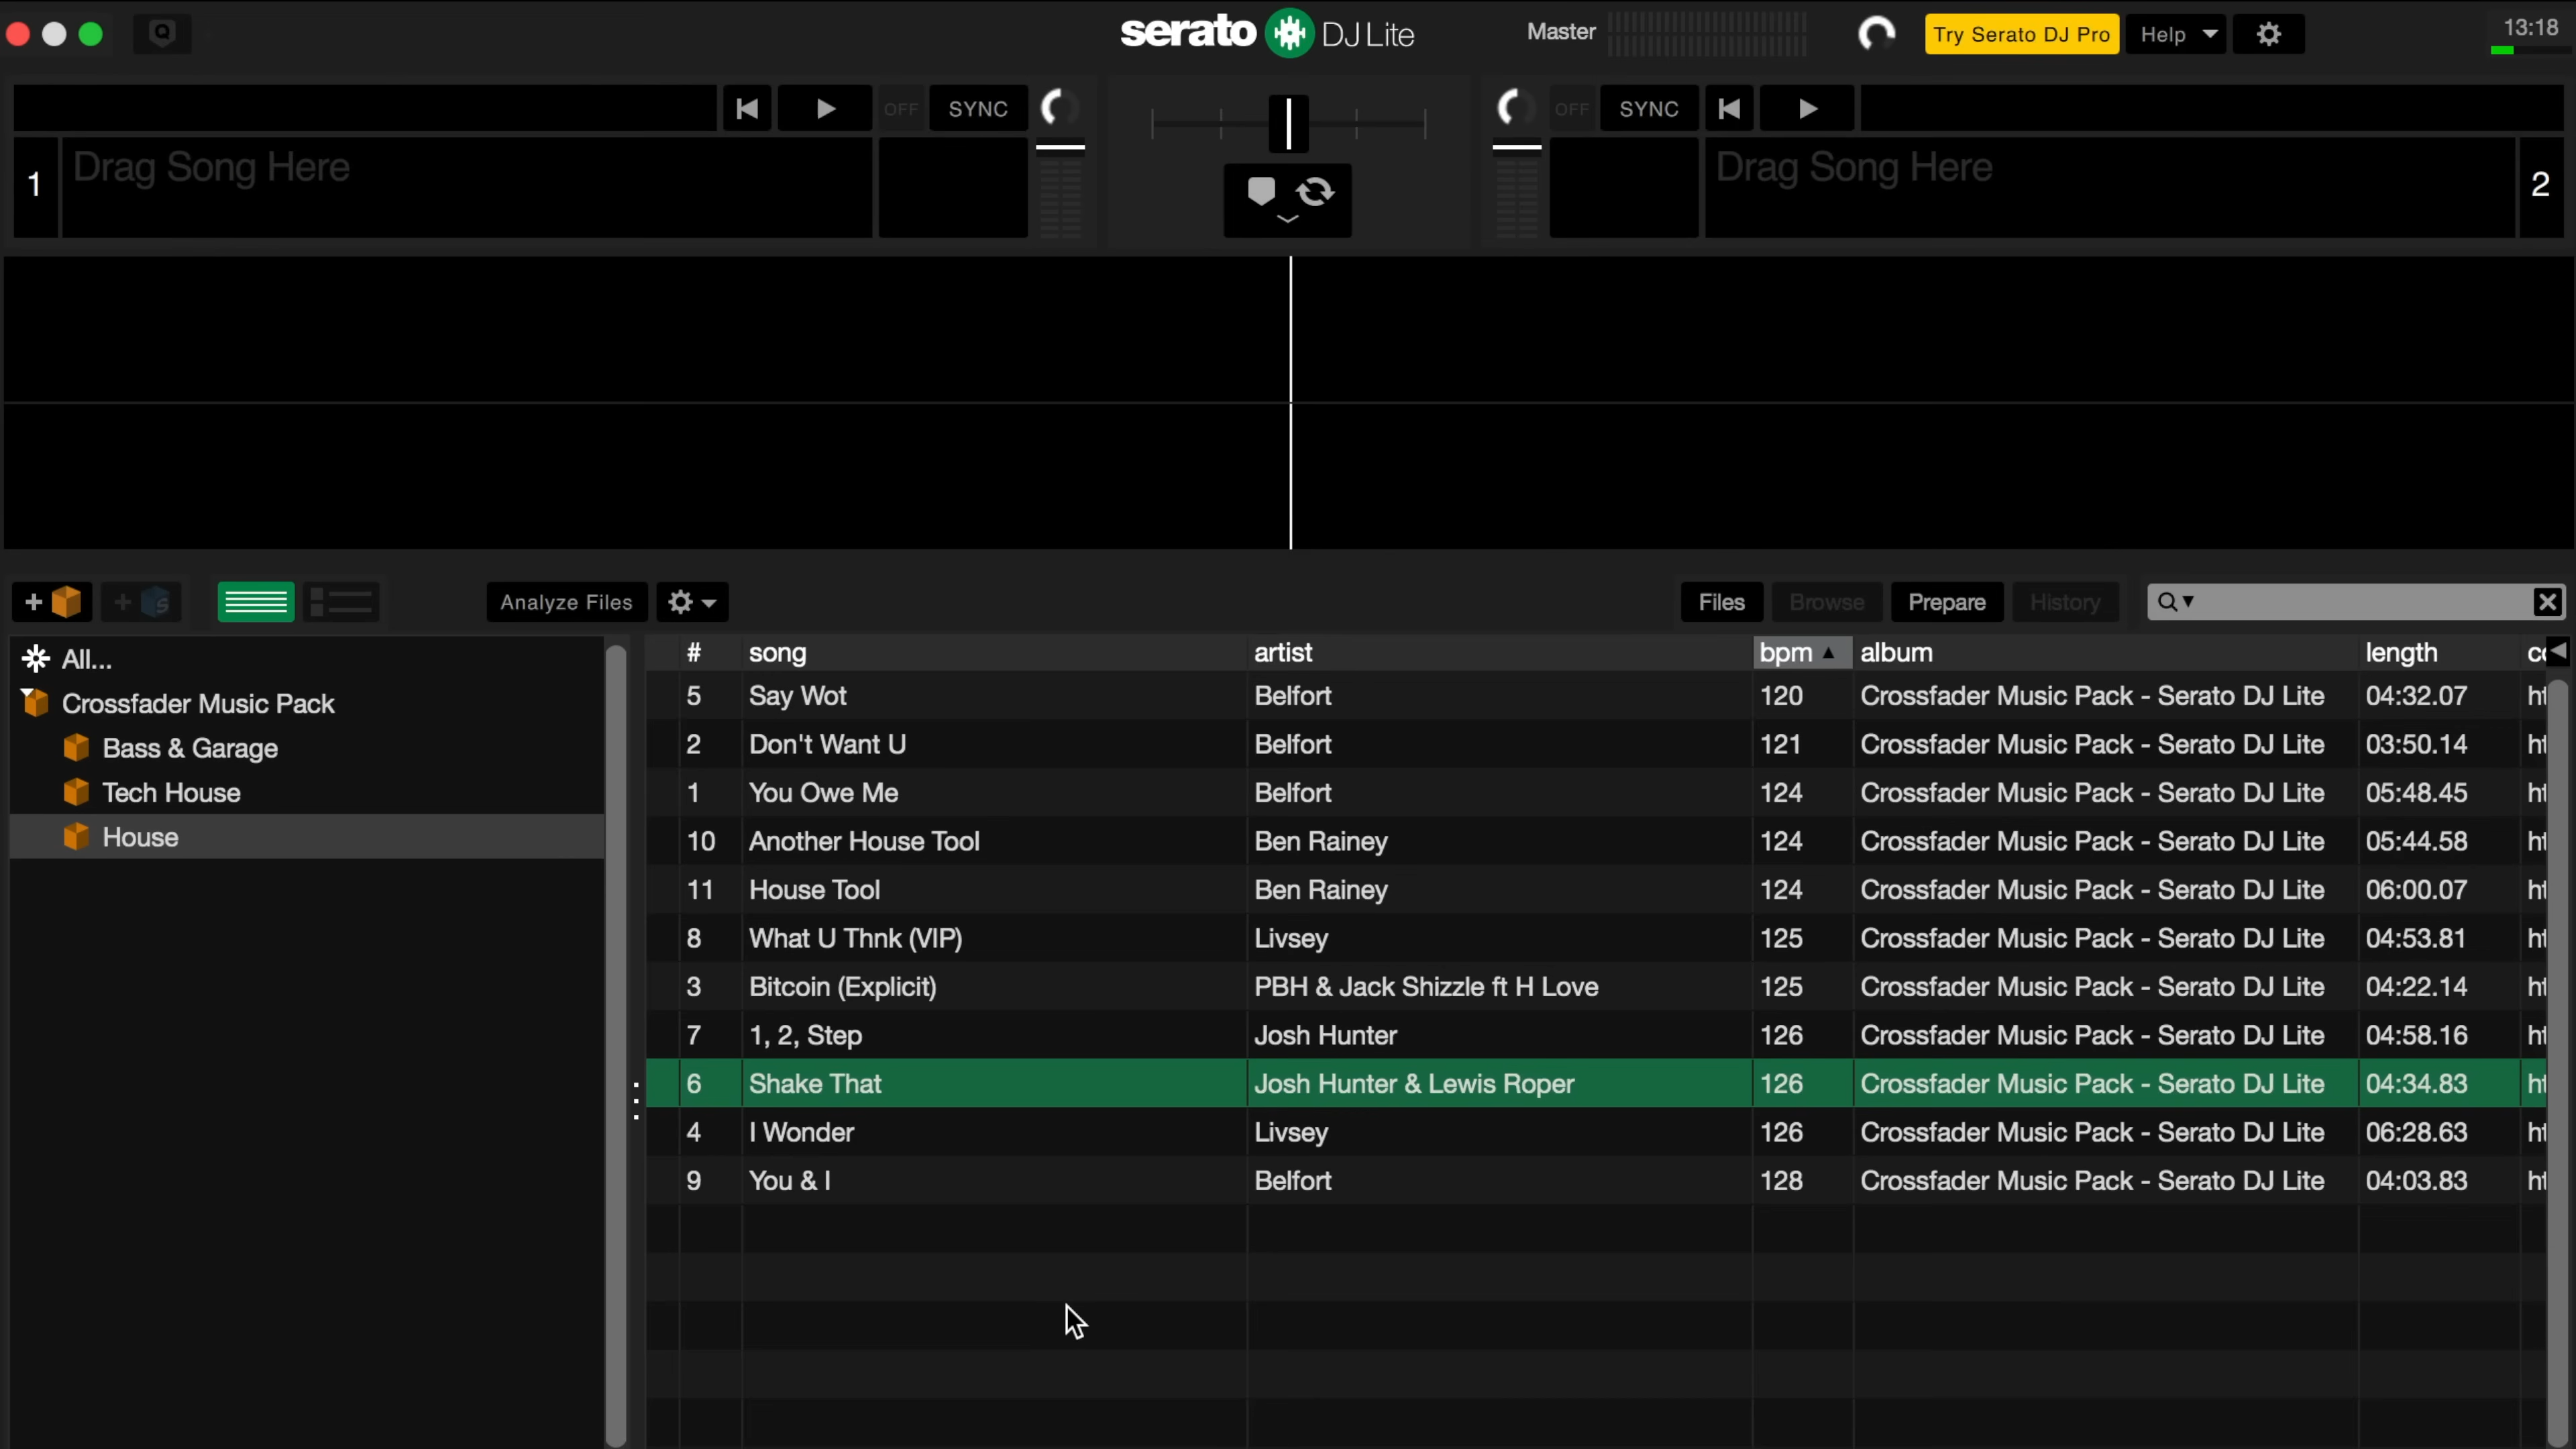 serato DJ Lite
Master
Try Serato DJ Pro
Help
13:18
OFF SYNC
OFF SYNC
1
Drag Song Here
Drag Song Here
2
Analyze Files
Files Browse Prepare History
All...
Crossfader Music Pack
Bass & Garage
Tech House
House
# song artist bpm album length
5 Say Wot Belfort 120 Crossfader Music Pack - Serato DJ Lite 04:32.07
2 Don't Want U Belfort 121 Crossfader Music Pack - Serato DJ Lite 03:50.14
1 You Owe Me Belfort 124 Crossfader Music Pack - Serato DJ Lite 05:48.45
10 Another House Tool Ben Rainey 124 Crossfader Music Pack - Serato DJ Lite 05:44.58
11 House Tool Ben Rainey 124 Crossfader Music Pack - Serato DJ Lite 06:00.07
8 What U Thnk (VIP) Livsey 125 Crossfader Music Pack - Serato DJ Lite 04:53.81
3 Bitcoin (Explicit) PBH & Jack Shizzle ft H Love 125 Crossfader Music Pack - Serato DJ Lite 04:22.14
7 1, 2, Step Josh Hunter 126 Crossfader Music Pack - Serato DJ Lite 04:58.16
6 Shake That Josh Hunter & Lewis Roper 126 Crossfader Music Pack - Serato DJ Lite 04:34.83
4 I Wonder Livsey 126 Crossfader Music Pack - Serato DJ Lite 06:28.63
9 You & I Belfort 128 Crossfader Music Pack - Serato DJ Lite 04:03.83